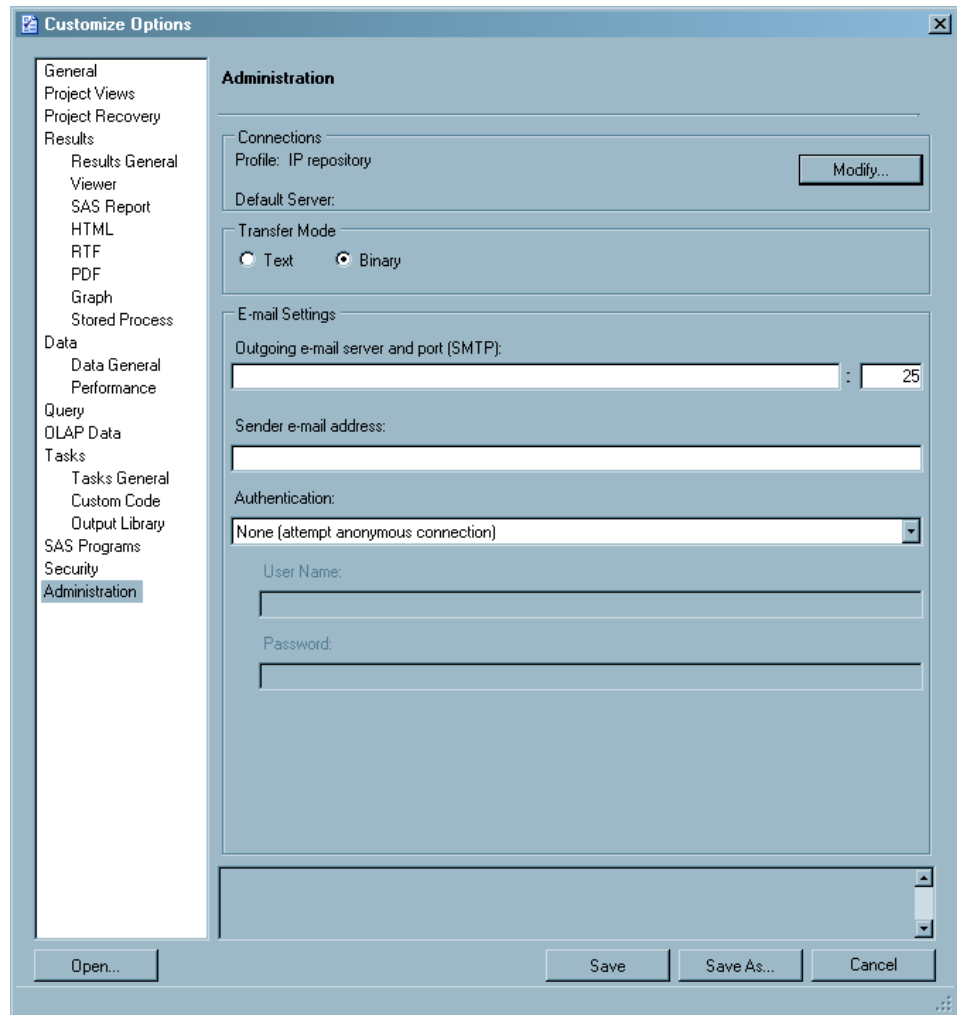 Customize Options
General
Project Views
Project Recovery
Results
Results General
Viewer
SAS Report
HTML
RTF
PDF
Graph
Stored Process
Data
Data General
Performance
Query
OLAP Data
Tasks
Tasks General
Custom Code
Output Library
SAS Programs
Security
Administration
Administration
Connections
Profile: IP repository
Modify...
Default Server:
Transfer Mode
Text
Binary
E-mail Settings
Outgoing e-mail server and port (SMTP):
: 25
Sender e-mail address:
Authentication:
None (attempt anonymous connection)
User Name:
Password:
Open...
Save
Save As...
Cancel